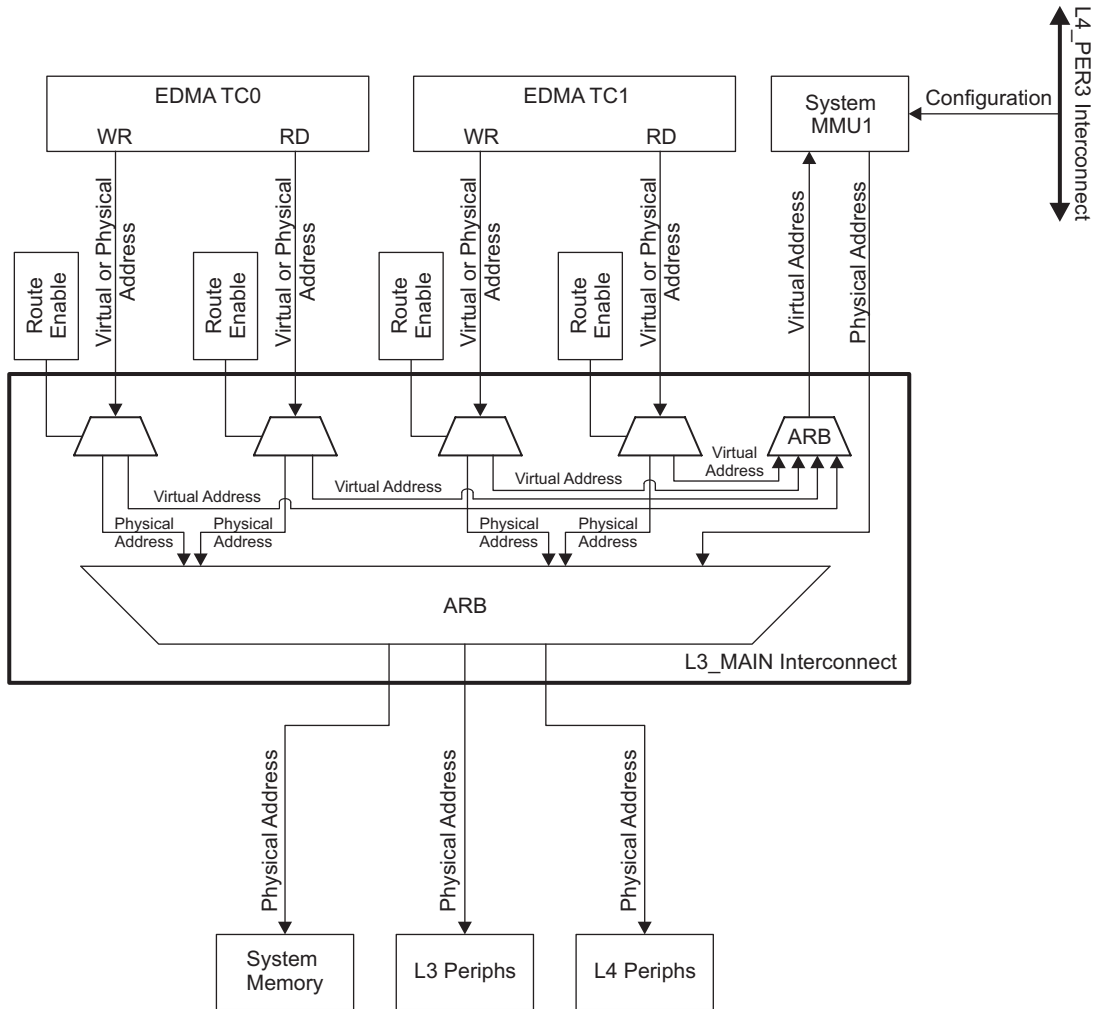 L4_PER3 Interconnect
EDMA TC0
WR
RD
EDMA TC1
WR
RD
System
MMU1
Configuration
Route
Enable
Virtual or Physical
Address
Route
Enable
Virtual or Physical
Address
Route
Enable
Virtual or Physical
Address
Route
Enable
Virtual or Physical
Address
Virtual Address
Physical Address
ARB
Virtual
Address
Virtual Address
Virtual Address
Virtual Address
Physical
Address
Physical
Address
Physical
Address
Physical
Address
ARB
L3_MAIN Interconnect
Physical Address
Physical Address
Physical Address
System
Memory
L3 Periphs
L4 Periphs